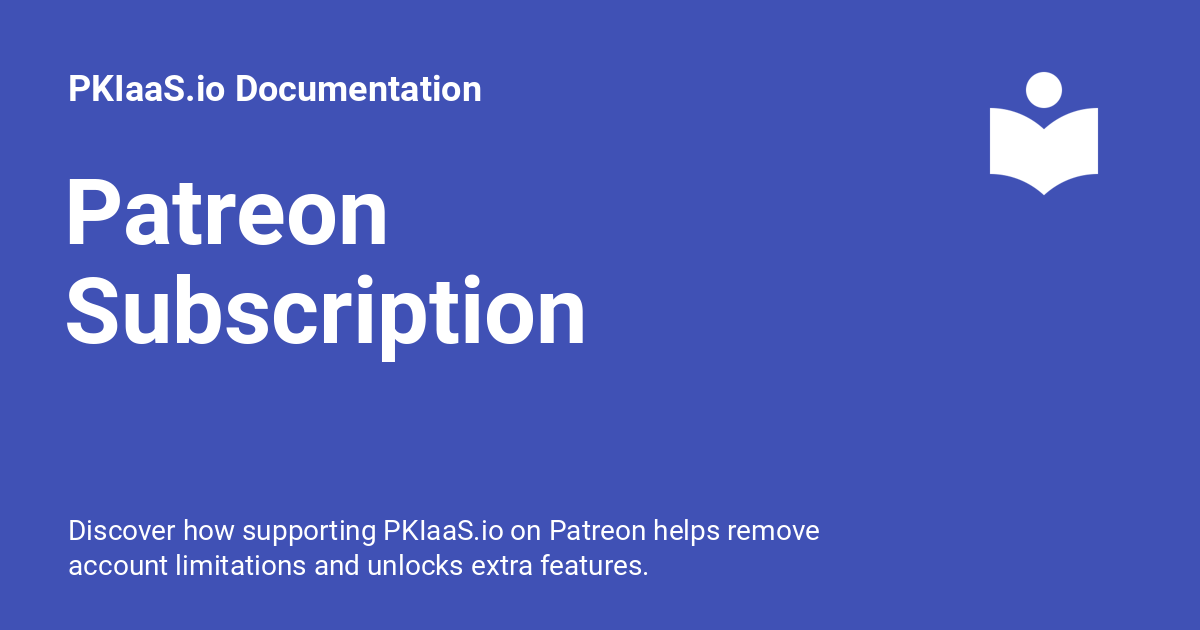 PKIaaS.io Documentation
Patreon
Subscription
Discover how supporting PKIaaS.io on Patreon helps remove
account limitations and unlocks extra features.